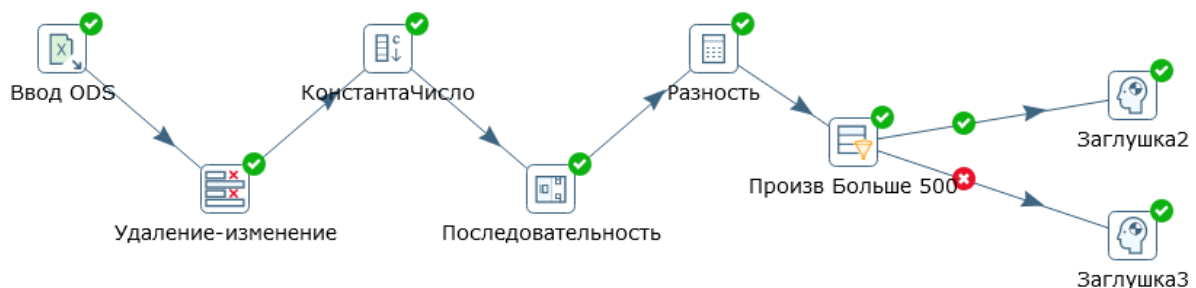 Ввод ODS
Удаление-изменение
КонстантаЧисло
Последовательность
Разность
Произв Больше 500
Заглушка2
Заглушка3